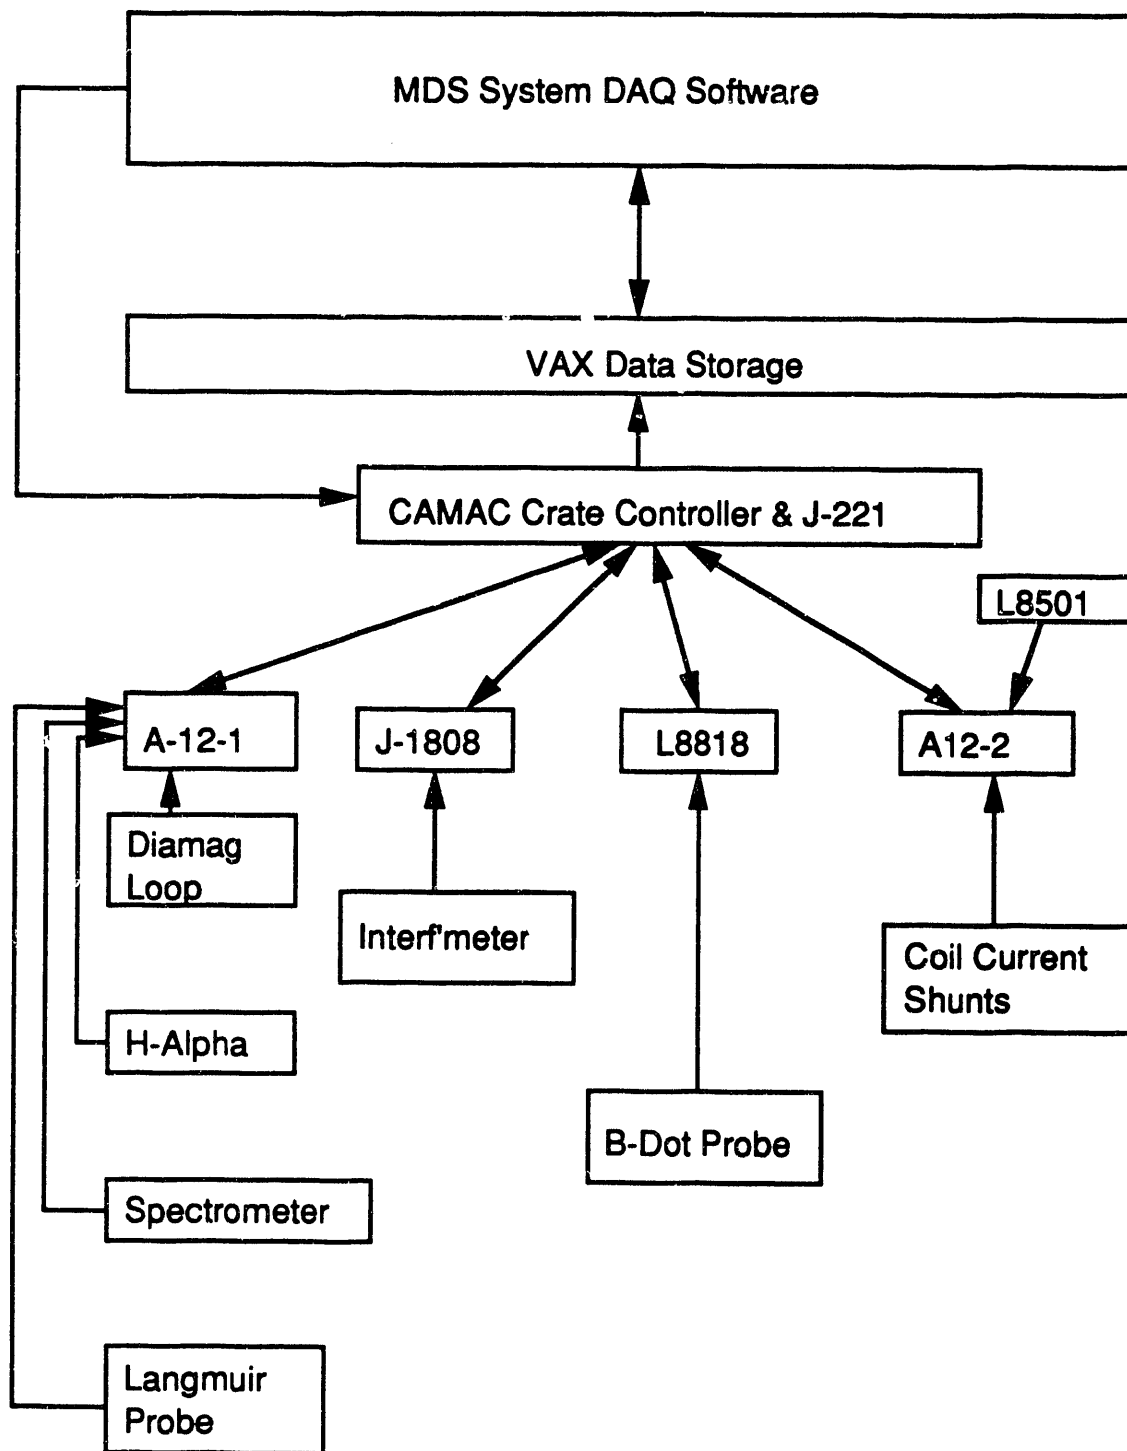 MDS System DAQ Software
VAX Data Storage
CAMAC Crate Controller & J-221
L8501
A-12-1
J-1808
L8818
A12-2
Diamag
Loop
Interf'meter
Coil Current
Shunts
H-Alpha
B-Dot Probe
Spectrometer
Langmuir
Probe